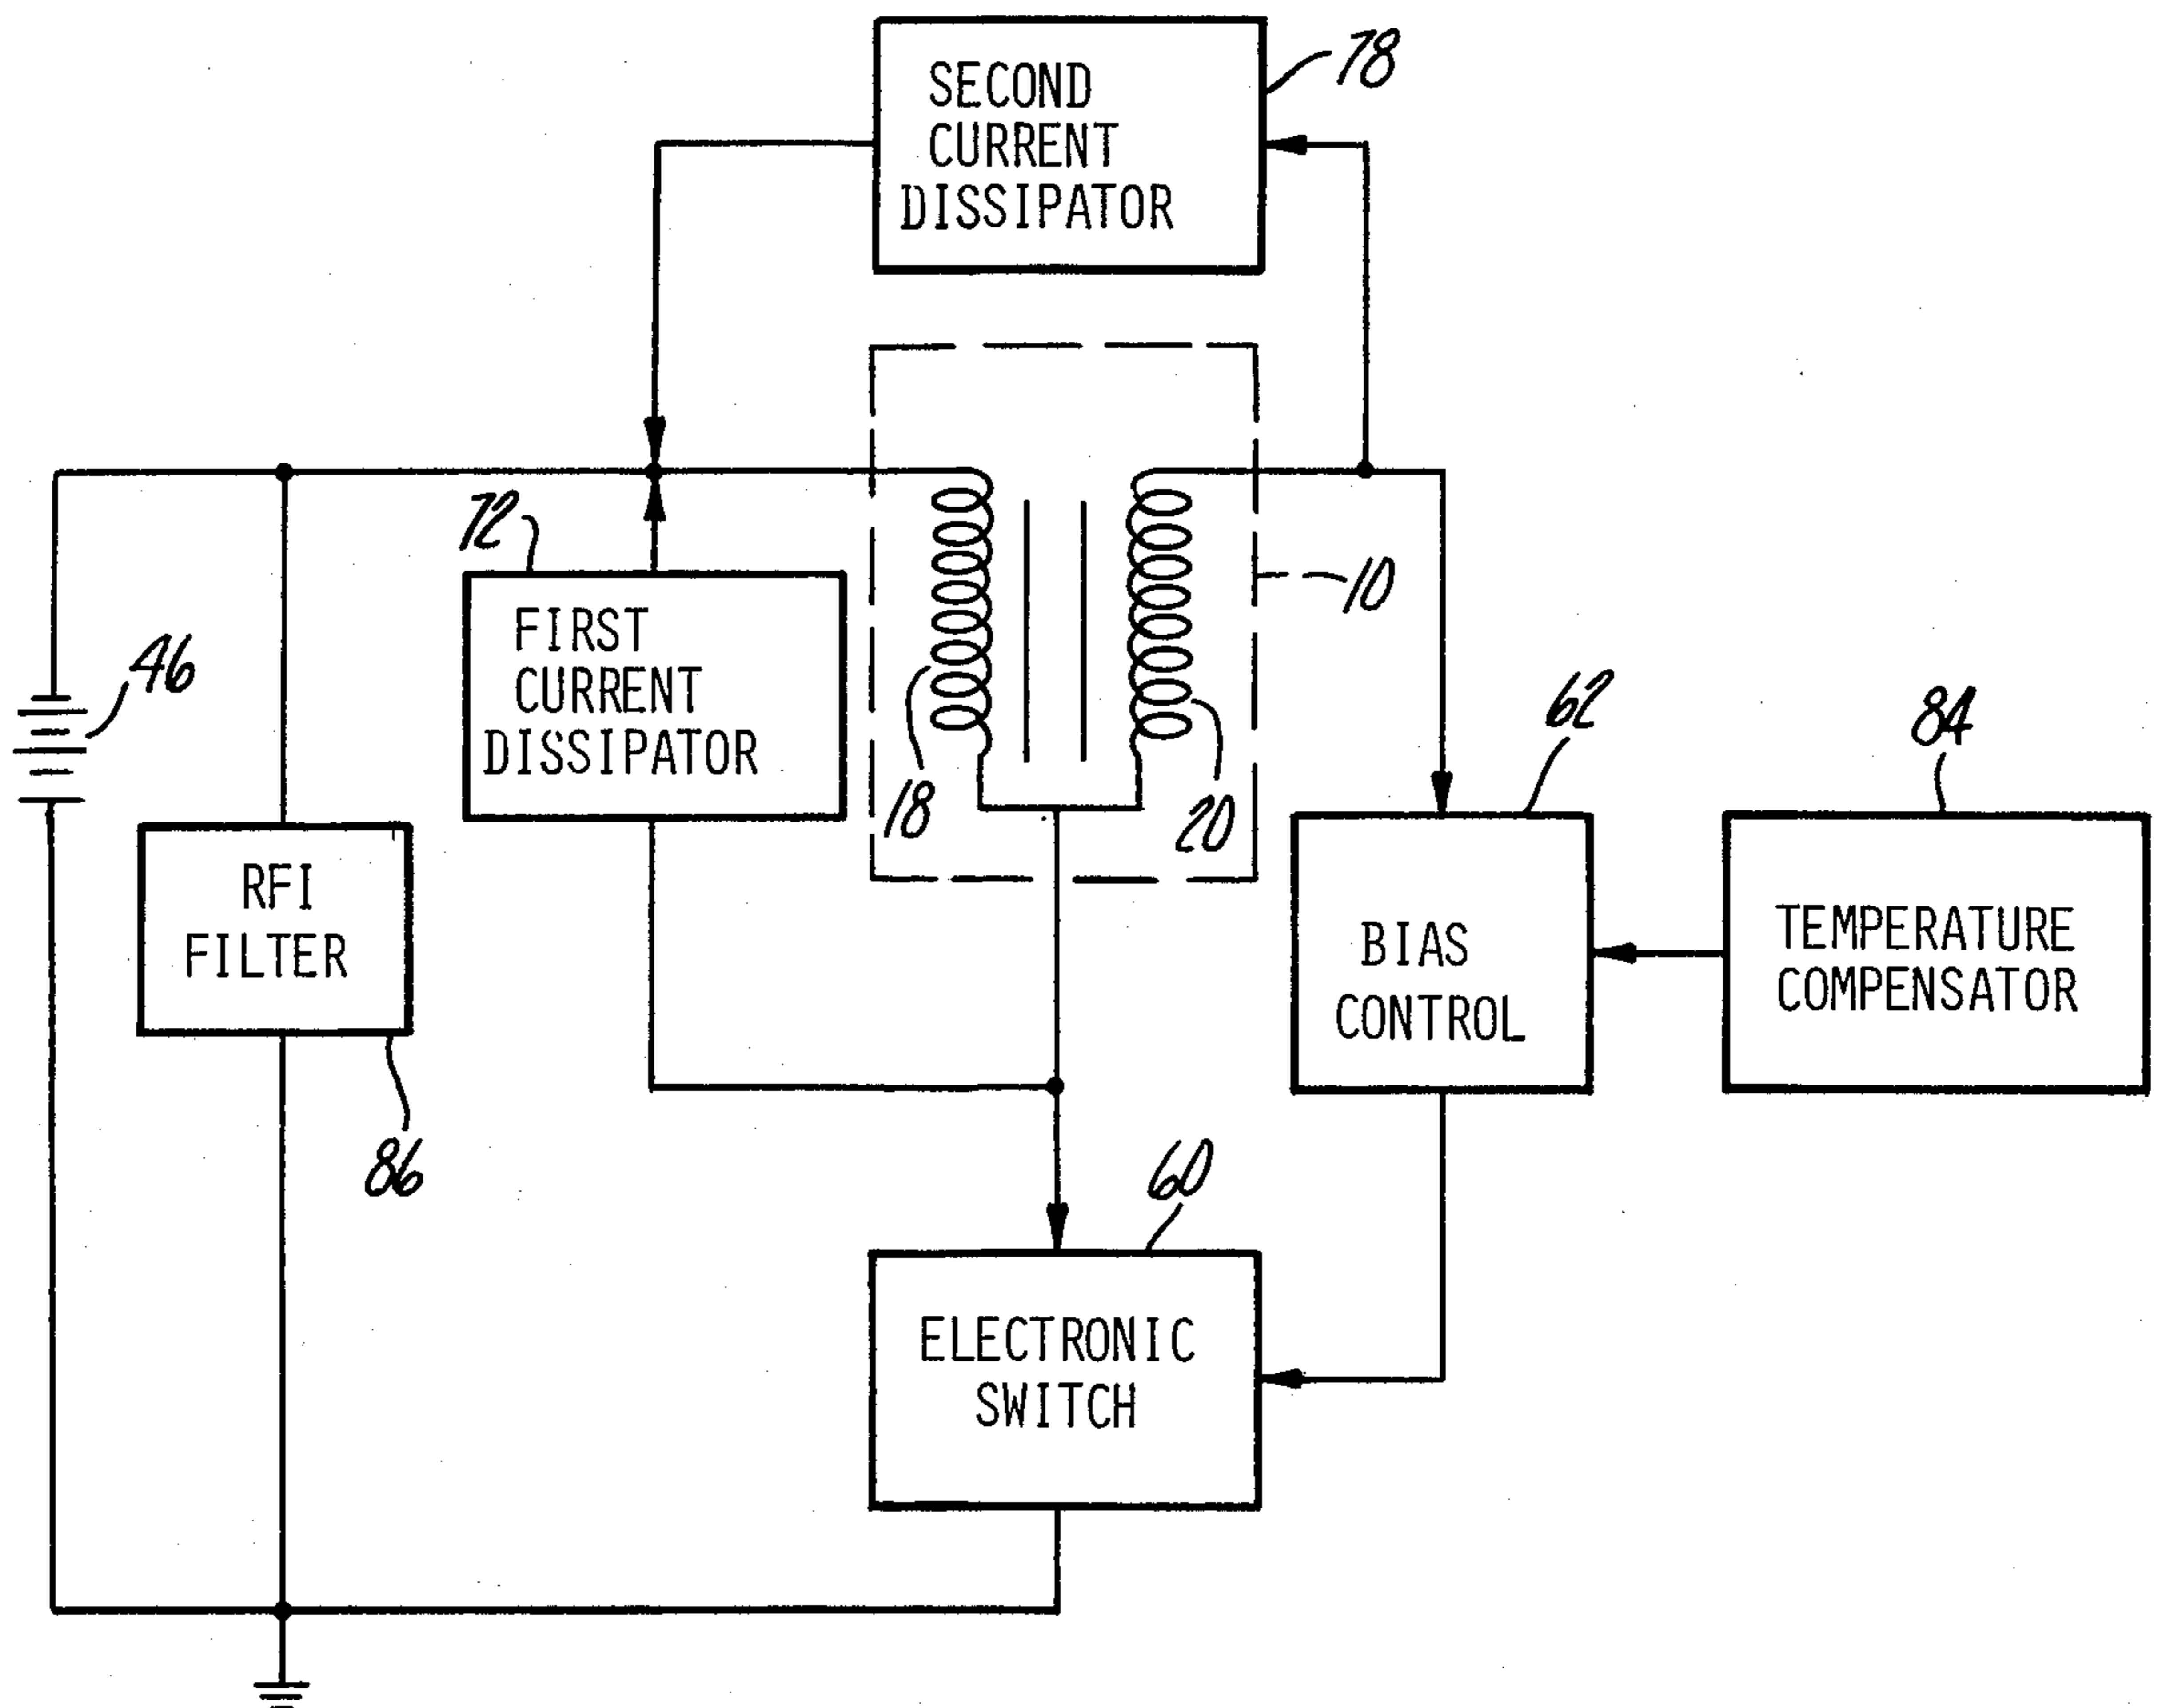 78
SECOND
CURRENT
DISSIPATOR
72
10
FIRST
CURRENT
DISSIPATOR
46
18
20
62
84
RFI
FILTER
86
BIAS
CONTROL
TEMPERATURE
COMPENSATOR
60
ELECTRONIC
SWITCH